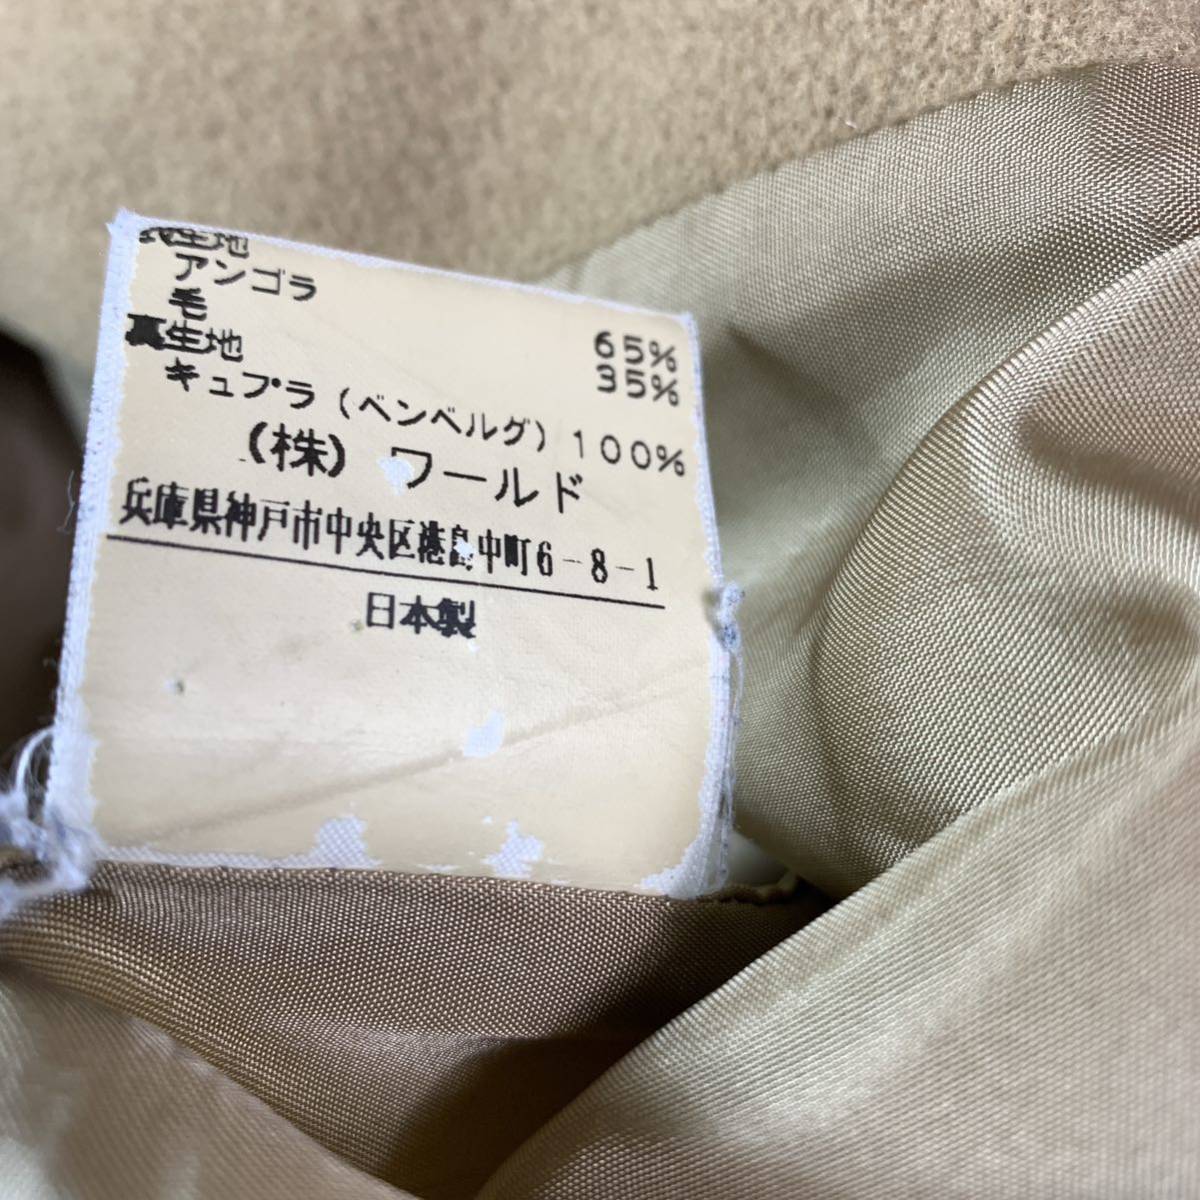 生地
アンゴラ 65%
毛 35%
裏生地
キュプラ(ベンベルグ) 100%
(株) ワールド
兵庫県神戸市中央区港島中町6-8-1
日本製